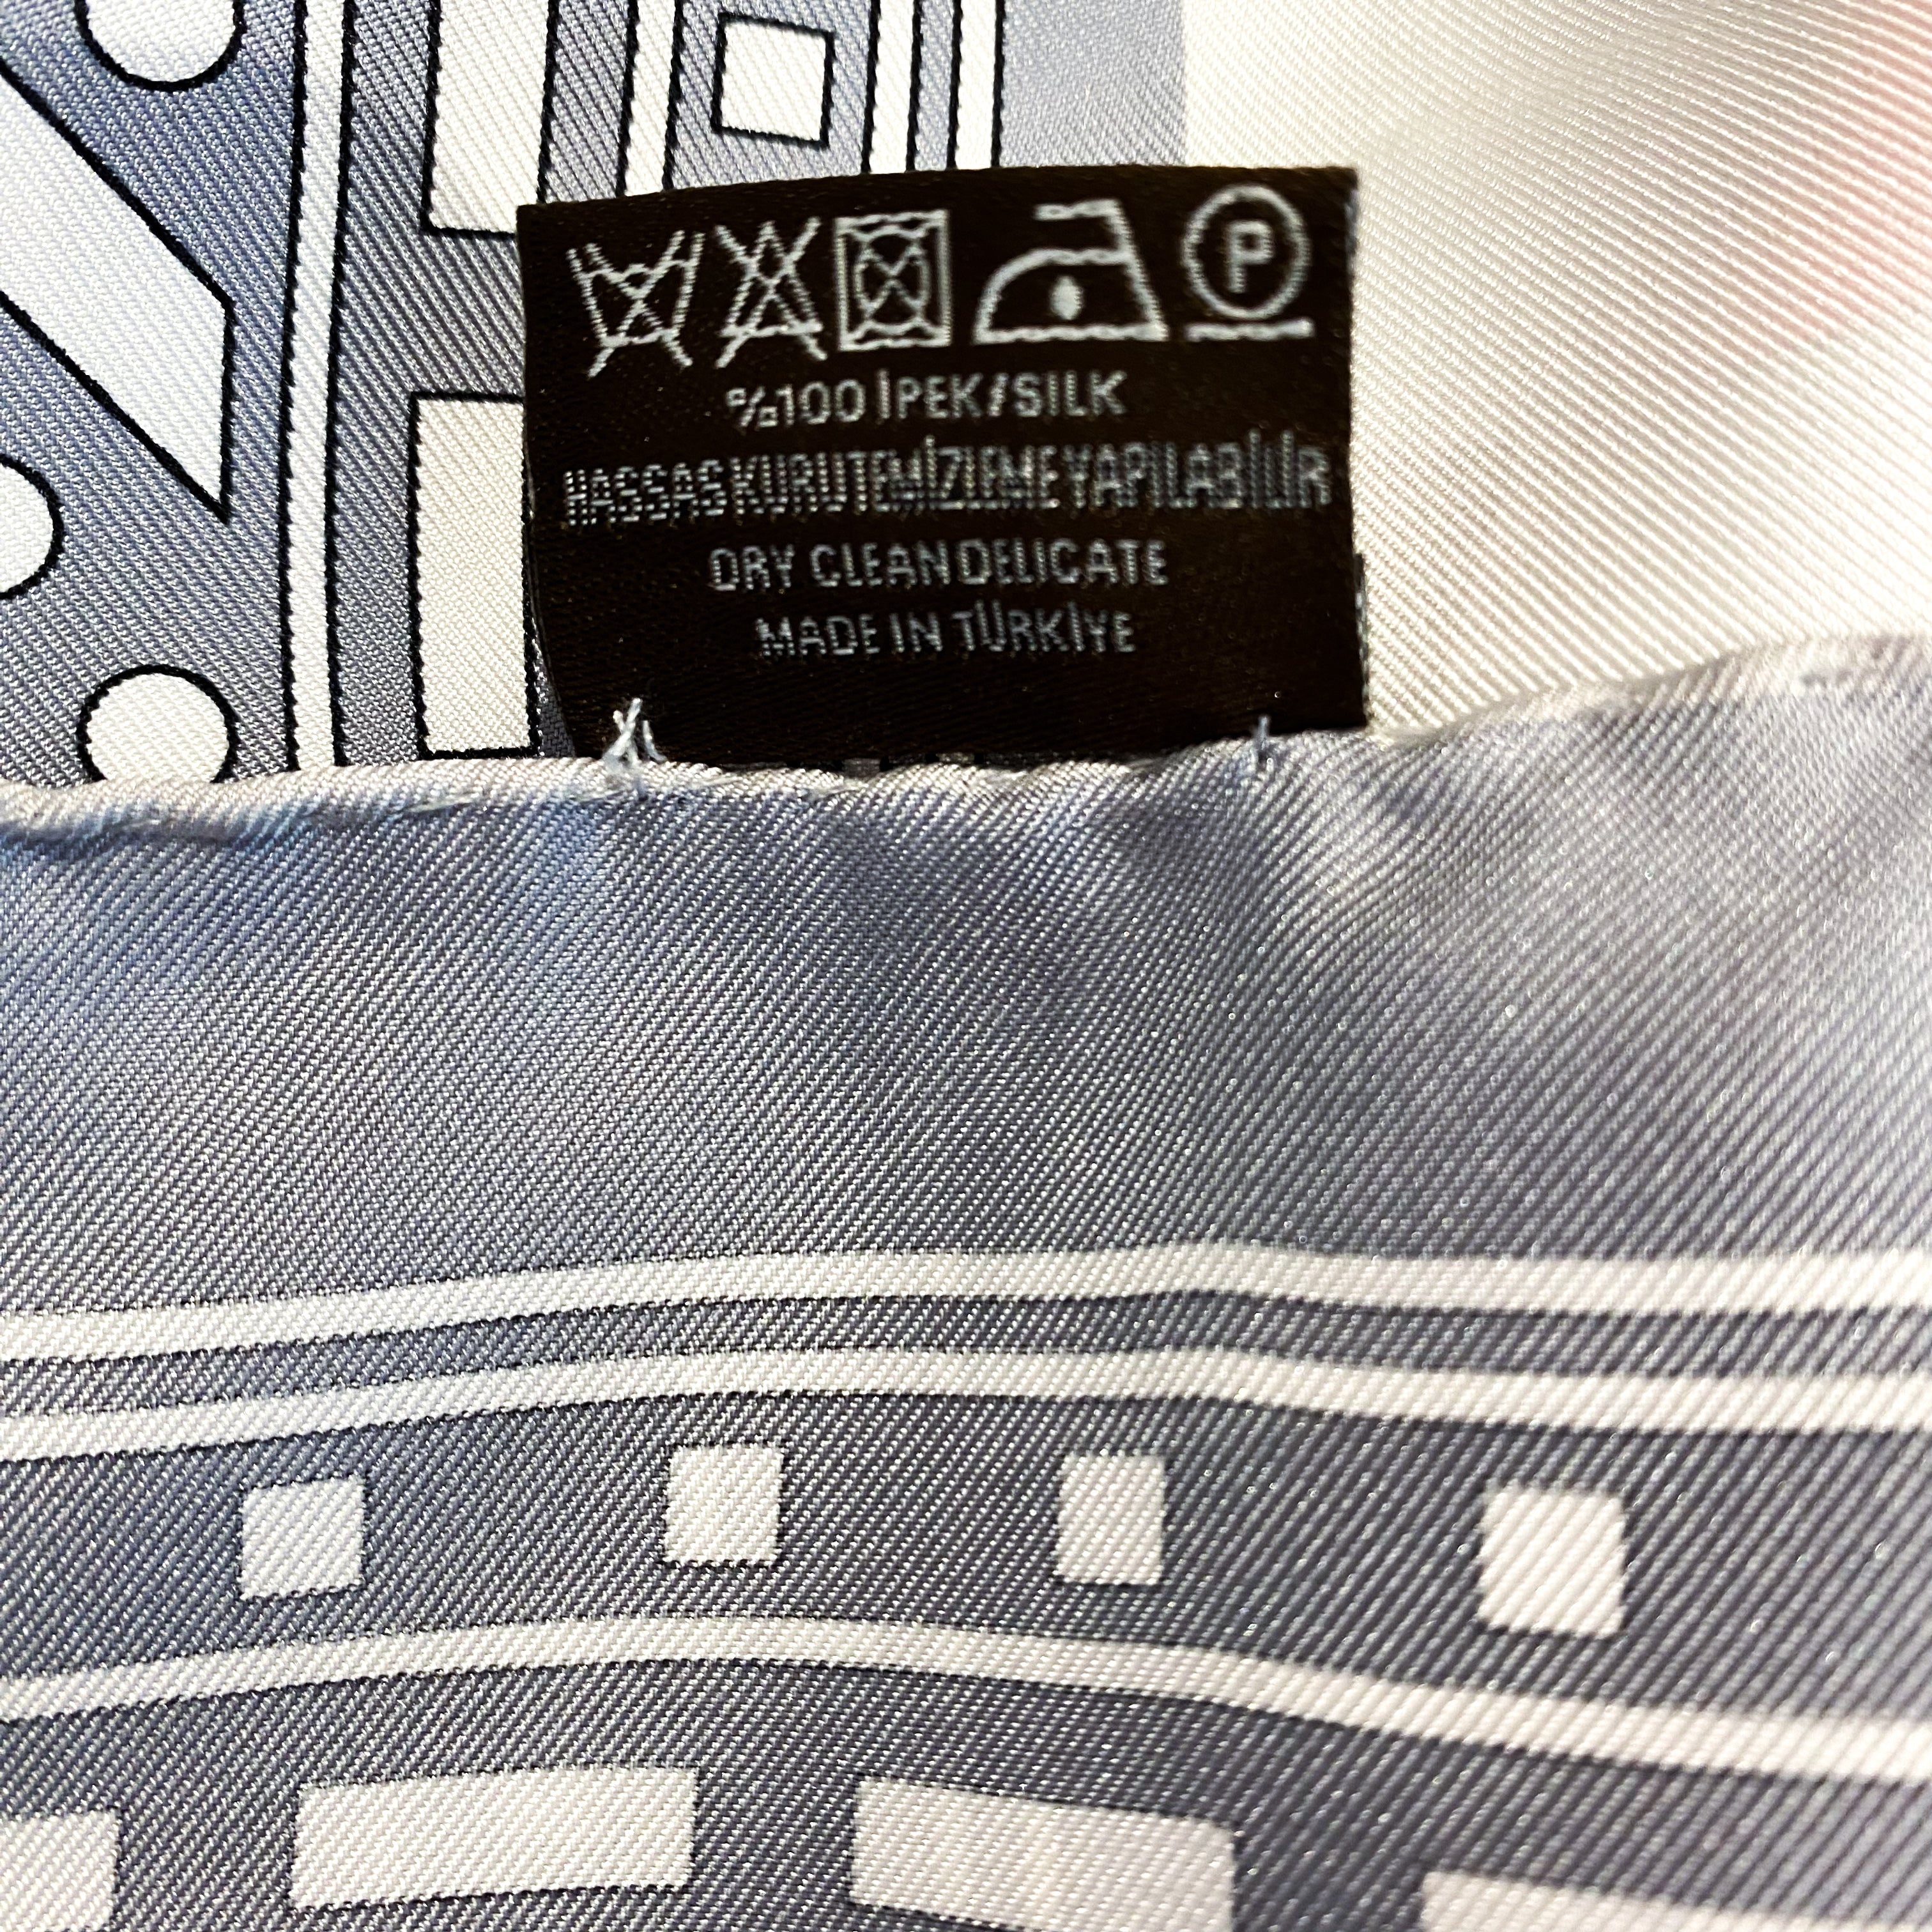 P
%100 İPEK/SILK
HASSAS KURU TEMİZLEME YAPILABİLİR
DRY CLEAN DELICATE
MADE IN TÜRKİYE